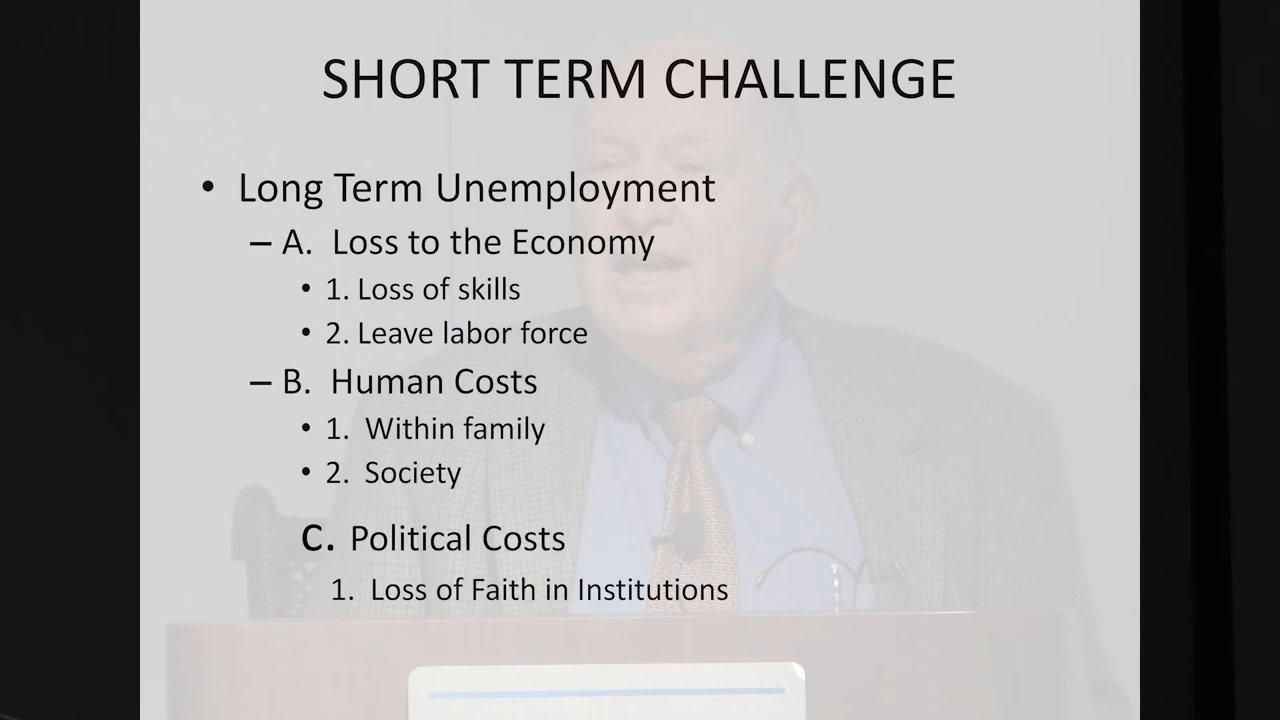 SHORT TERM CHALLENGE
• Long Term Unemployment
– A. Loss to the Economy
• 1. Loss of skills
• 2. Leave labor force
– B. Human Costs
• 1. Within family
• 2. Society
C. Political Costs
1. Loss of Faith in Institutions